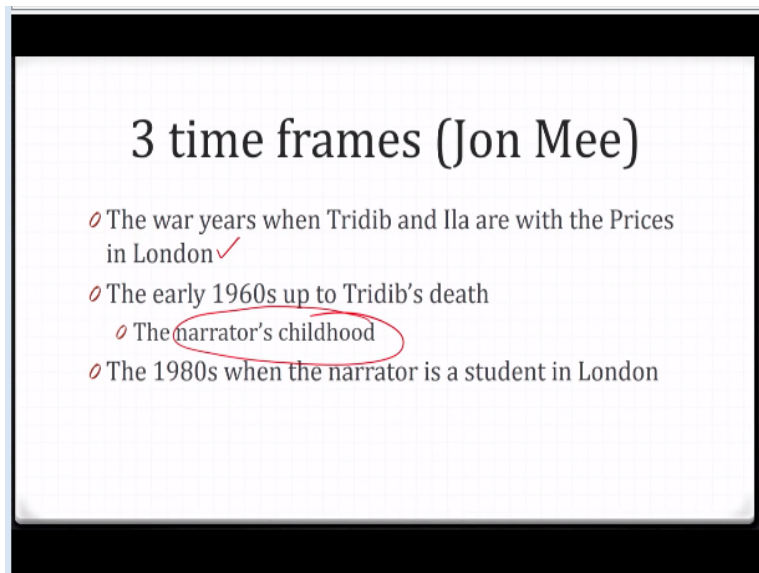 3 time frames (Jon Mee)
The war years when Tridib and Ila are with the Prices
in London
The early 1960s up to Tridib's death
The narrator's childhood
The 1980s when the narrator is a student in London